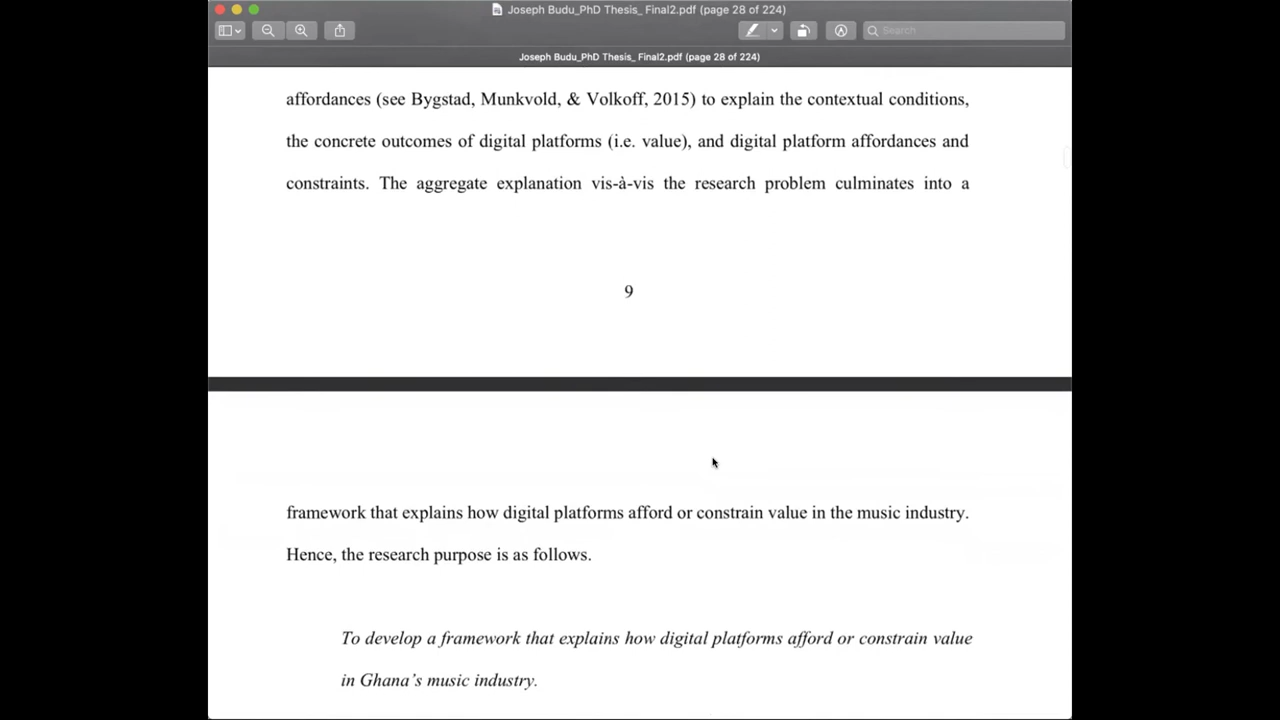 Joseph Budu_PhD Thesis_ Final2.pdf (page 28 of 224)
Search
Joseph Budu_PhD Thesis_ Final2.pdf (page 28 of 224)
affordances (see Bygstad, Munkvold, & Volkoff, 2015) to explain the contextual conditions,
the concrete outcomes of digital platforms (i.e. value), and digital platform affordances and
constraints. The aggregate explanation vis-à-vis the research problem culminates into a
9
framework that explains how digital platforms afford or constrain value in the music industry.
Hence, the research purpose is as follows.
To develop a framework that explains how digital platforms afford or constrain value
in Ghana’s music industry.